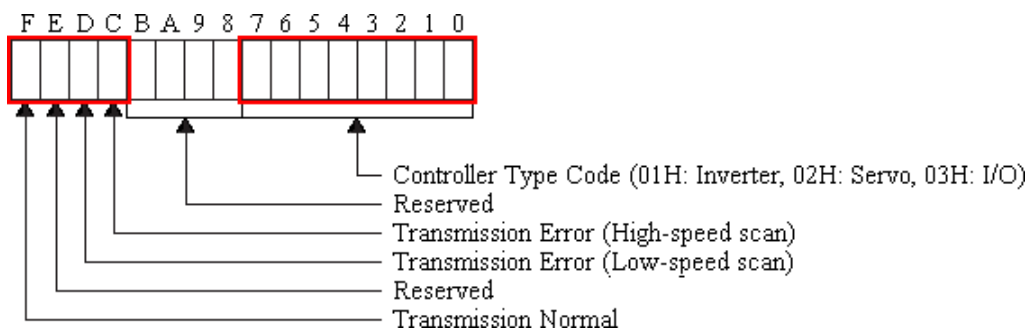 F E D C B A 9 8 7 6 5 4 3 2 1 0
Controller Type Code (01H: Inverter, 02H: Servo, 03H: I/O)
Reserved
Transmission Error (High-speed scan)
Transmission Error (Low-speed scan)
Reserved
Transmission Normal